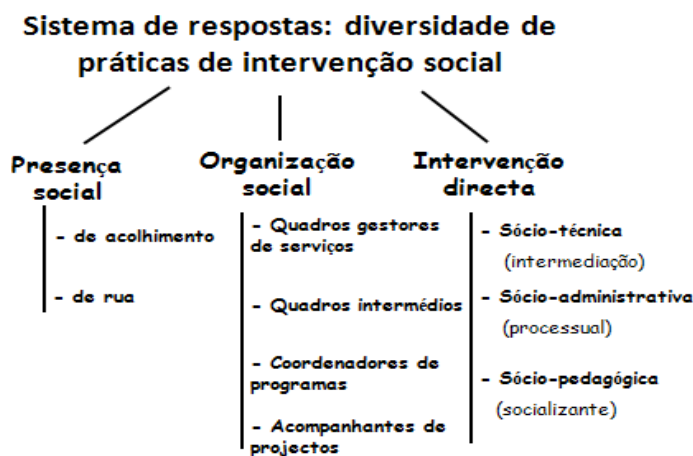 Sistema de respostas: diversidade de
práticas de intervenção social
Presença
social
- de acolhimento
- de rua
Organização
social
- Quadros gestores
de serviços
- Quadros intermédios
- Coordenadores de
programas
- Acompanhantes de
projectos
Intervenção
directa
- Sócio-técnica
(intermediação)
- Sócio-administrativa
(processual)
- Sócio-pedagógica
(socializante)